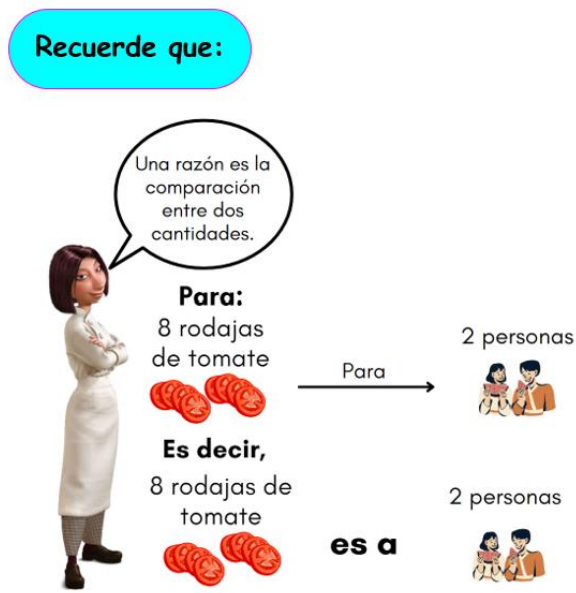 Recuerde que:
Una razón es la
comparación
entre dos
cantidades.
Para:
8 rodajas
de tomate
Para
2 personas
Es decir,
8 rodajas de
tomate
es a
2 personas